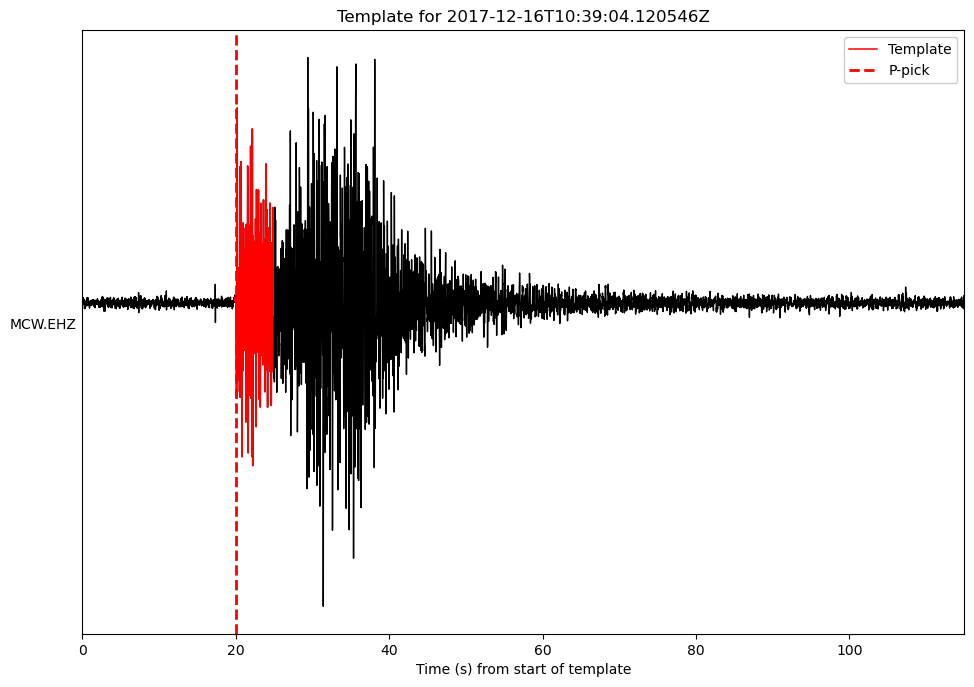 Template for 2017-12-16T10:39:04.120546Z
Template
P-pick
MCW.EHZ
0 20 40 60 80 100
Time (s) from start of template